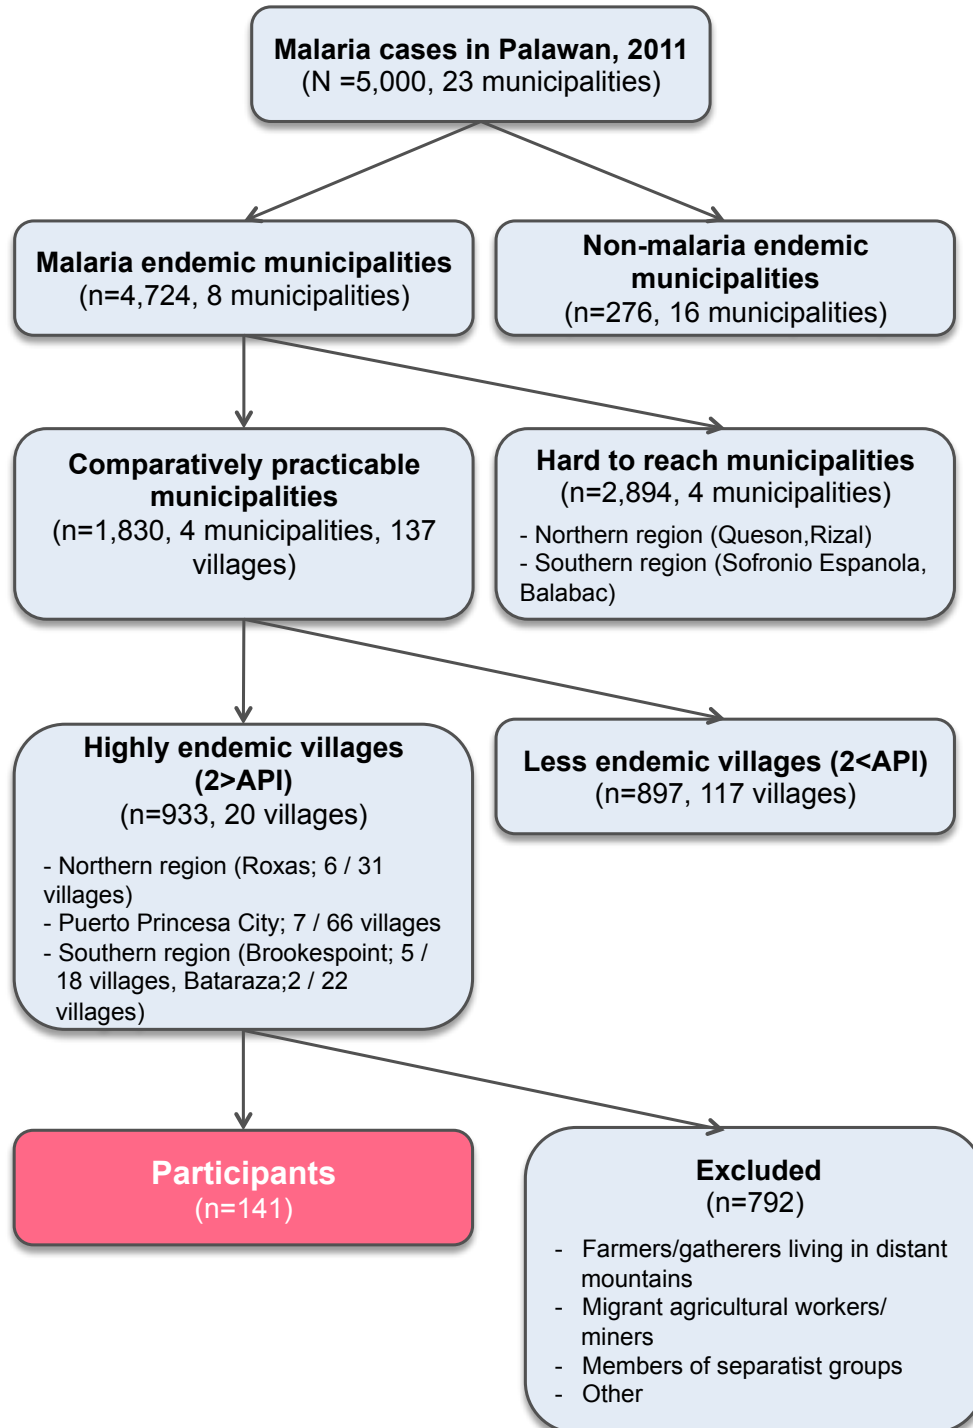 Malaria cases in Palawan, 2011
(N =5,000, 23 municipalities)
Malaria endemic municipalities
(n=4,724, 8 municipalities)
Non-malaria endemic
municipalities
(n=276, 16 municipalities)
Comparatively practicable
municipalities
(n=1,830, 4 municipalities, 137
villages)
Hard to reach municipalities
(n=2,894, 4 municipalities)
- Northern region (Queson,Rizal)
- Southern region (Sofronio Espanola,
Balabac)
Highly endemic villages
(2>API)
(n=933, 20 villages)
- Northern region (Roxas; 6 / 31
villages)
- Puerto Princesa City; 7 / 66 villages
- Southern region (Brookespoint; 5 /
18 villages, Bataraza;2 / 22
villages)
Less endemic villages (2<API)
(n=897, 117 villages)
Participants
(n=141)
Excluded
(n=792)
- Farmers/gatherers living in distant
mountains
- Migrant agricultural workers/
miners
- Members of separatist groups
- Other